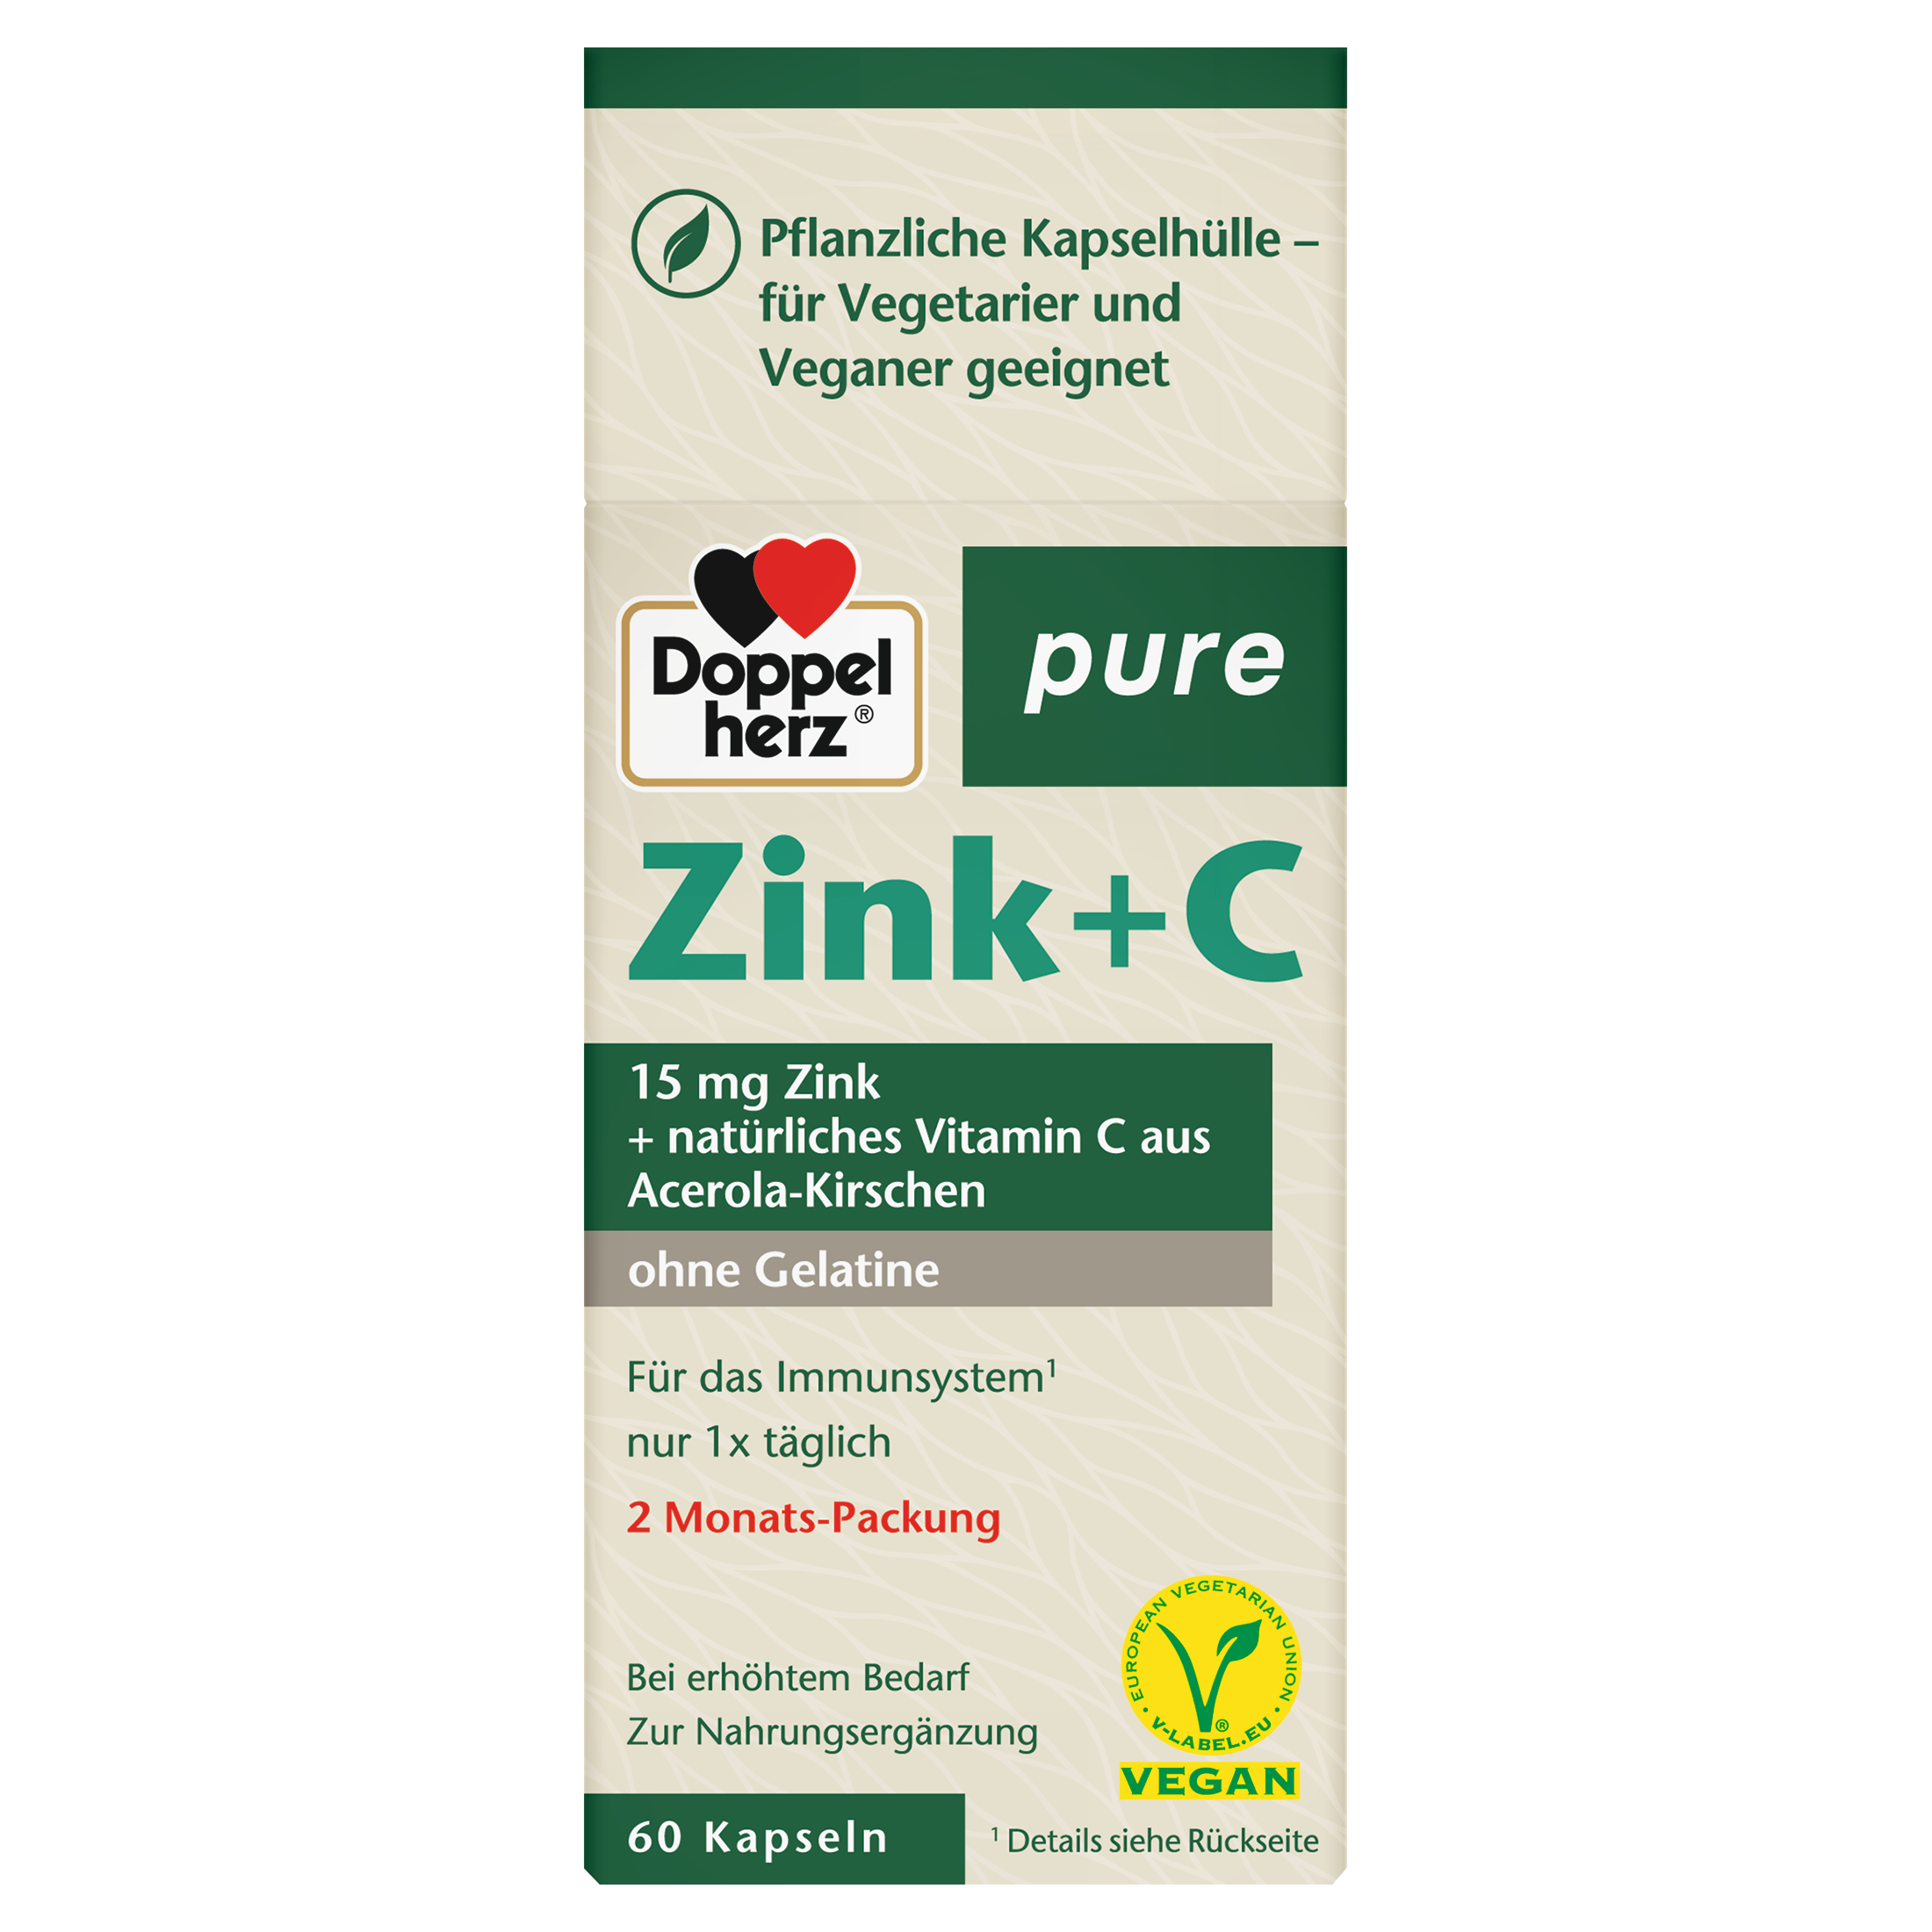 Pflanzliche Kapselhülle –
für Vegetarier und
Veganer geeignet
Doppel
herz®
pure
Zink+C
15 mg Zink
+ natürliches Vitamin C aus
Acerola-Kirschen
ohne Gelatine
Für das Immunsystem¹
nur 1x täglich
2 Monats-Packung
Bei erhöhtem Bedarf
Zur Nahrungsergänzung
· EUROPEAN VEGETARIAN UNION ·
V-LABEL.EU
®
VEGAN
60 Kapseln
¹ Details siehe Rückseite